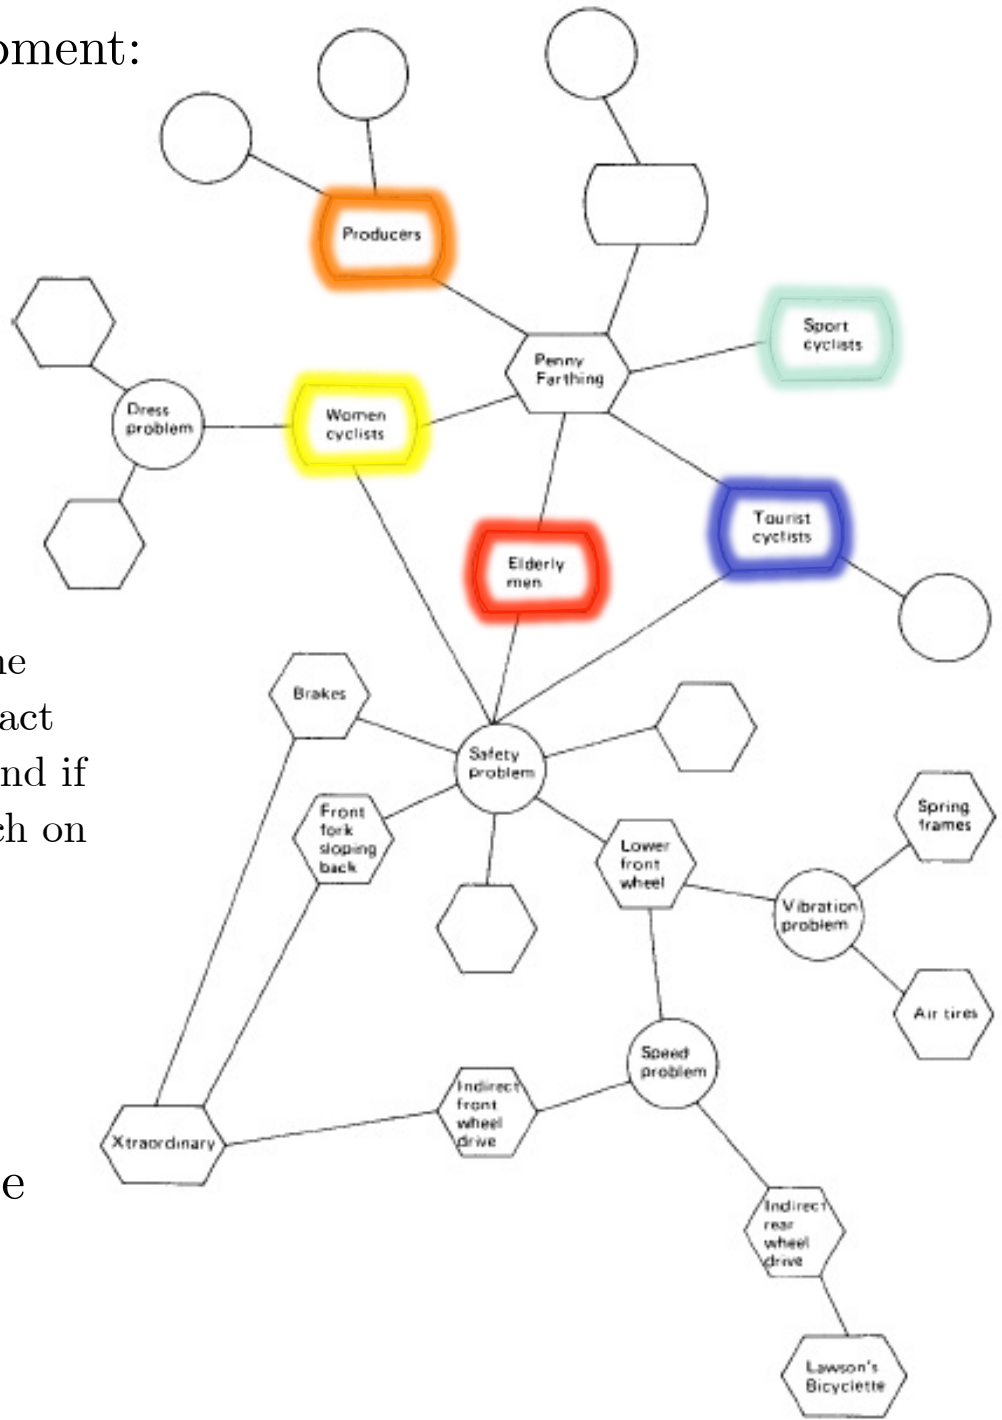 oment:
Producers
Sport
cyclists
Penny
Farthing
Dress
problem
Women
cyclists
Tourist
cyclists
Elderly
men
ne
act
nd if
ch on
Brakes
Safety
problem
Front
fork
sloping
back
Lower
front
wheel
Spring
frames
Vibration
problem
Air tires
Speed
problem
Indirect
front
wheel
drive
Xtraordinary
e
Indirect
rear
wheel
drive
Lawson's
Bicyclette